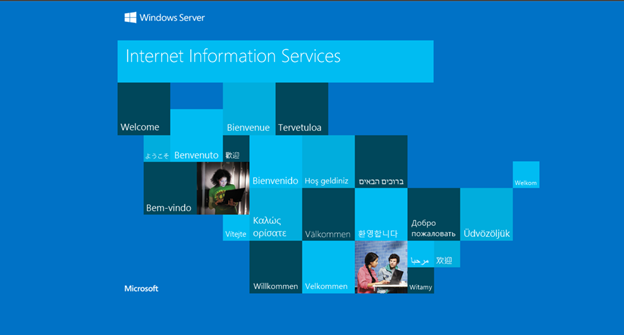 Windows Server
Internet Information Services
Welcome
Bienvenue
Tervetuloa
ようこそ
Benvenuto
歓迎
Bienvenido
Hoş geldiniz
ברוכים הבאים
Welkom
Bem-vindo
Vítejte
Καλώς
ορίσατε
Välkommen
환영합니다
Добро
пожаловать
Üdvözöljük
مرحبا
欢迎
Microsoft
Willkommen
Velkommen
Witamy